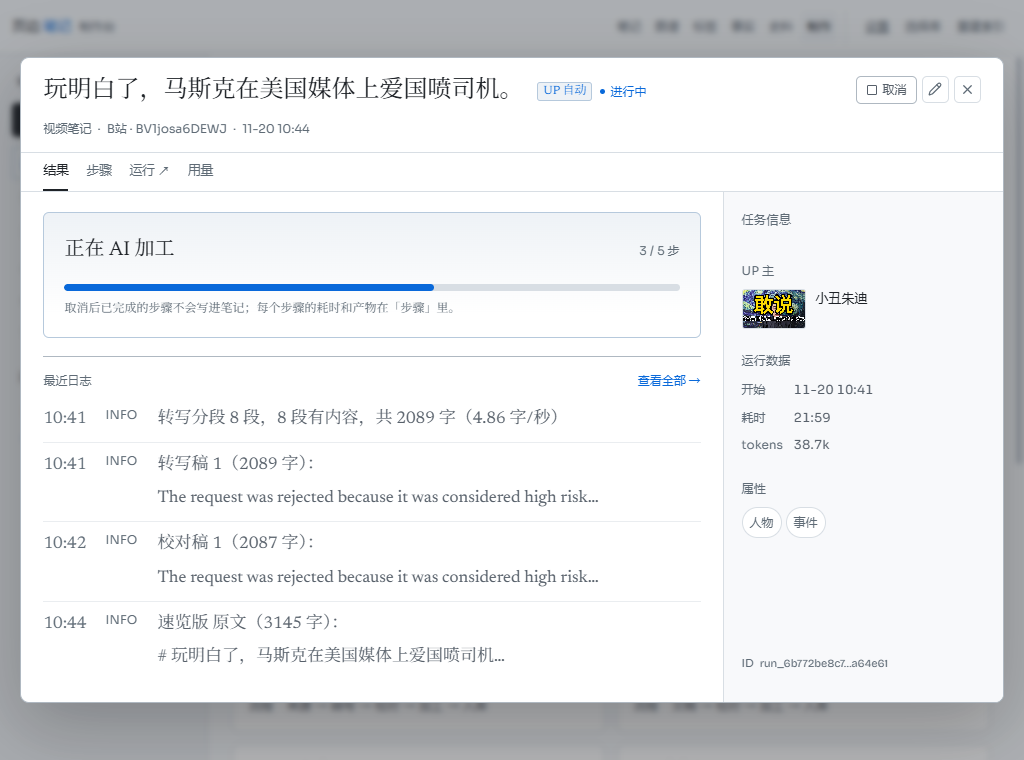 玩明白了，马斯克在美国媒体上爱国喷司机。
UP 自动
进行中
取消
视频笔记 · B站 · BV1josa6DEWJ · 11-20 10:44
结果 步骤 运行 ↗ 用量
正在 AI 加工
3 / 5 步
取消后已完成的步骤不会写进笔记；每个步骤的耗时和产物在「步骤」里。
最近日志
查看全部 →
10:41 INFO 转写分段 8 段，8 段有内容，共 2089 字（4.86 字/秒）
10:41 INFO 转写稿 1（2089 字）：
The request was rejected because it was considered high risk...
10:42 INFO 校对稿 1（2087 字）：
The request was rejected because it was considered high risk...
10:44 INFO 速览版 原文（3145 字）：
# 玩明白了，马斯克在美国媒体上爱国喷司机...
任务信息
UP 主
敢说
小丑朱迪
运行数据
开始 11-20 10:41
耗时 21:59
tokens 38.7k
属性
人物 事件
ID run_6b772be8c7...a64e61